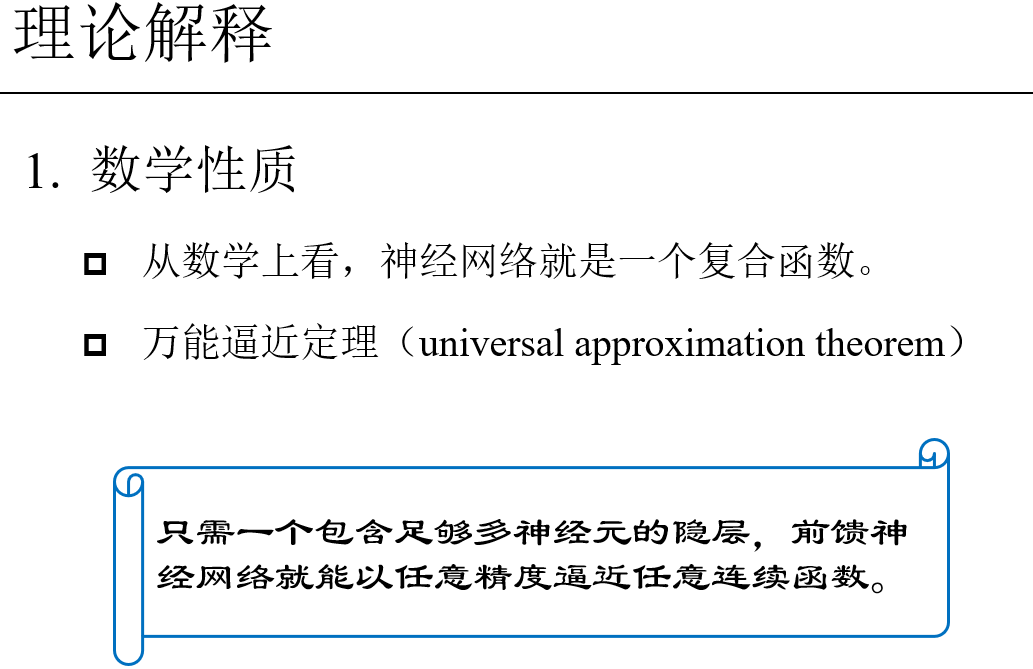 理论解释
1. 数学性质
从数学上看，神经网络就是一个复合函数。
万能逼近定理（universal approximation theorem）
只需一个包含足够多神经元的隐层，前馈神
经网络就能以任意精度逼近任意连续函数。